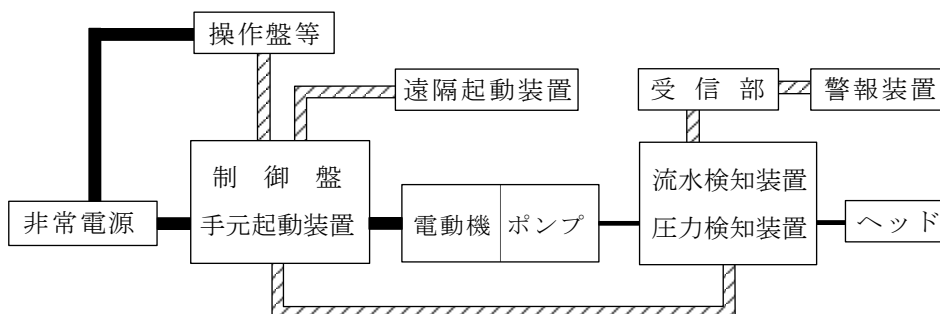 操作盤等
遠隔起動装置
受信部
警報装置
制御盤
手元起動装置
流水検知装置
圧力検知装置
非常電源
電動機
ポンプ
ヘッド